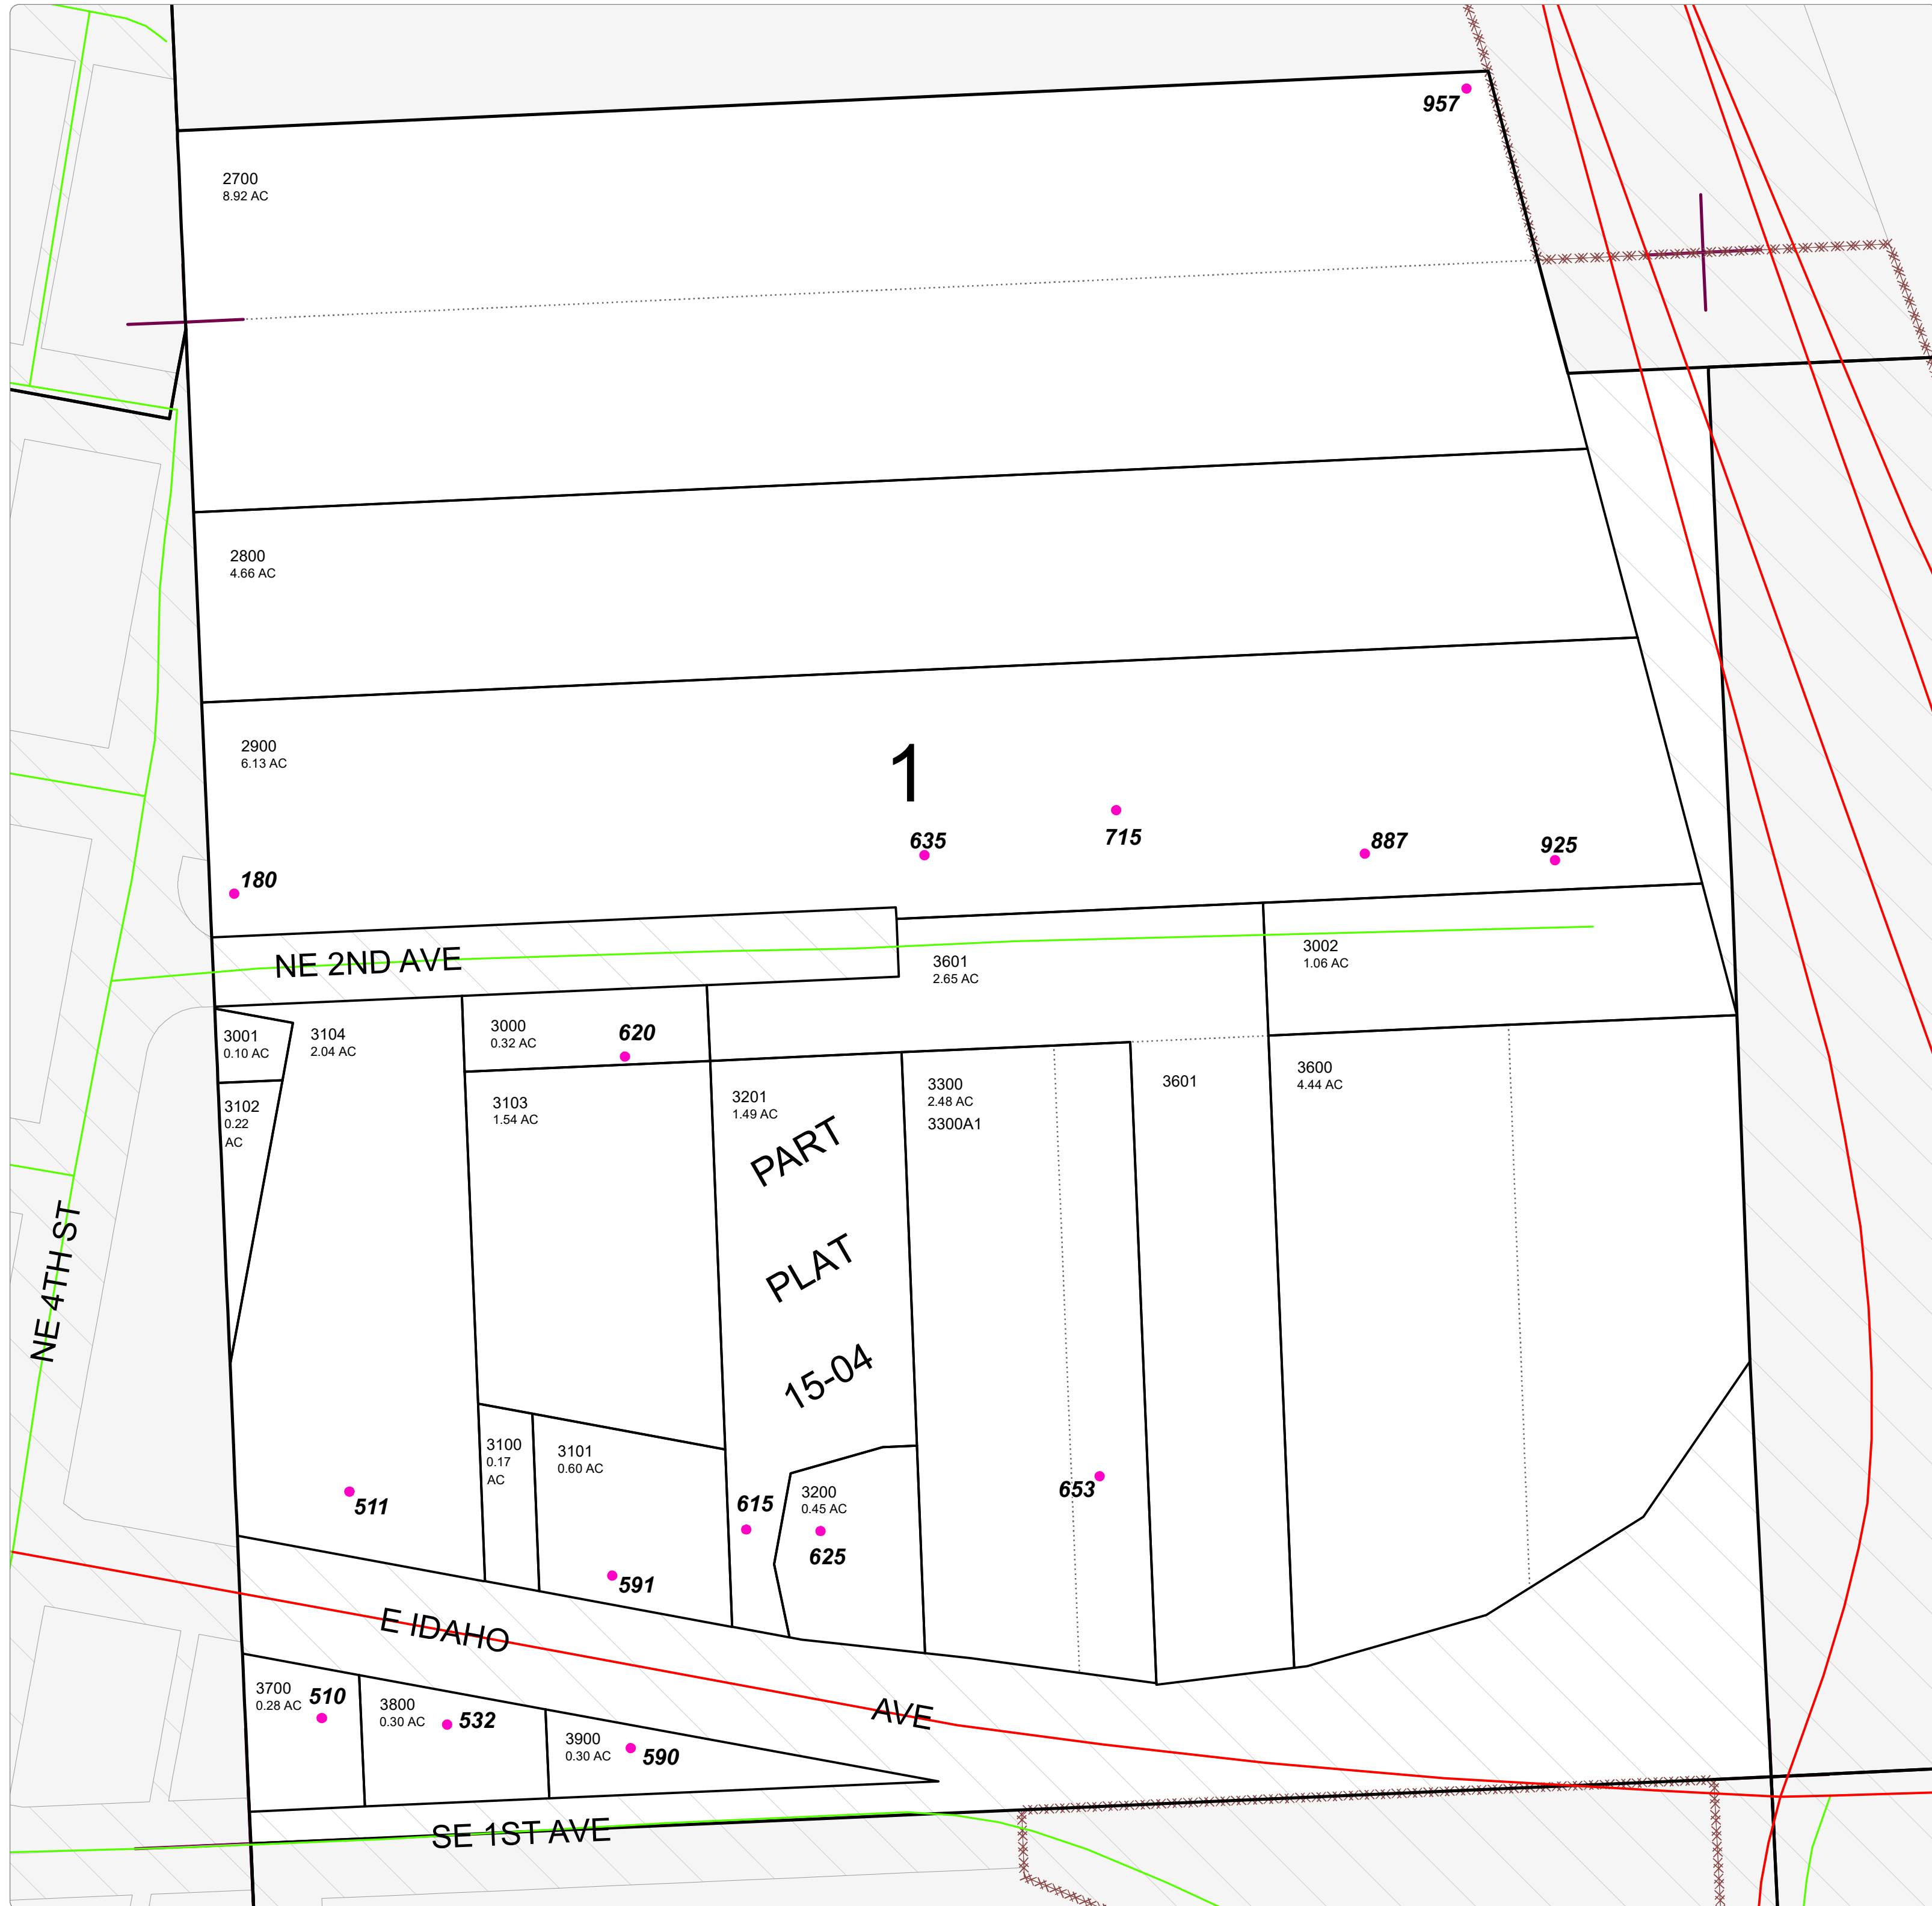 957
2700
8.92 AC
2800
4.66 AC
2900
6.13 AC
1
635
715
887
925
180
NE 2ND AVE
3601
2.65 AC
3002
1.06 AC
3001
0.10 AC
3104
2.04 AC
3000
0.32 AC
620
3102
0.22
AC
3103
1.54 AC
3201
1.49 AC
3300
2.48 AC
3300A1
3601
3600
4.44 AC
PART
PLAT
15-04
NE 4TH ST
3100
0.17
AC
3101
0.60 AC
511
615
3200
0.45 AC
625
653
591
E IDAHO
AVE
3700
0.28 AC
510
3800
0.30 AC
532
3900
0.30 AC
590
SE 1ST AVE